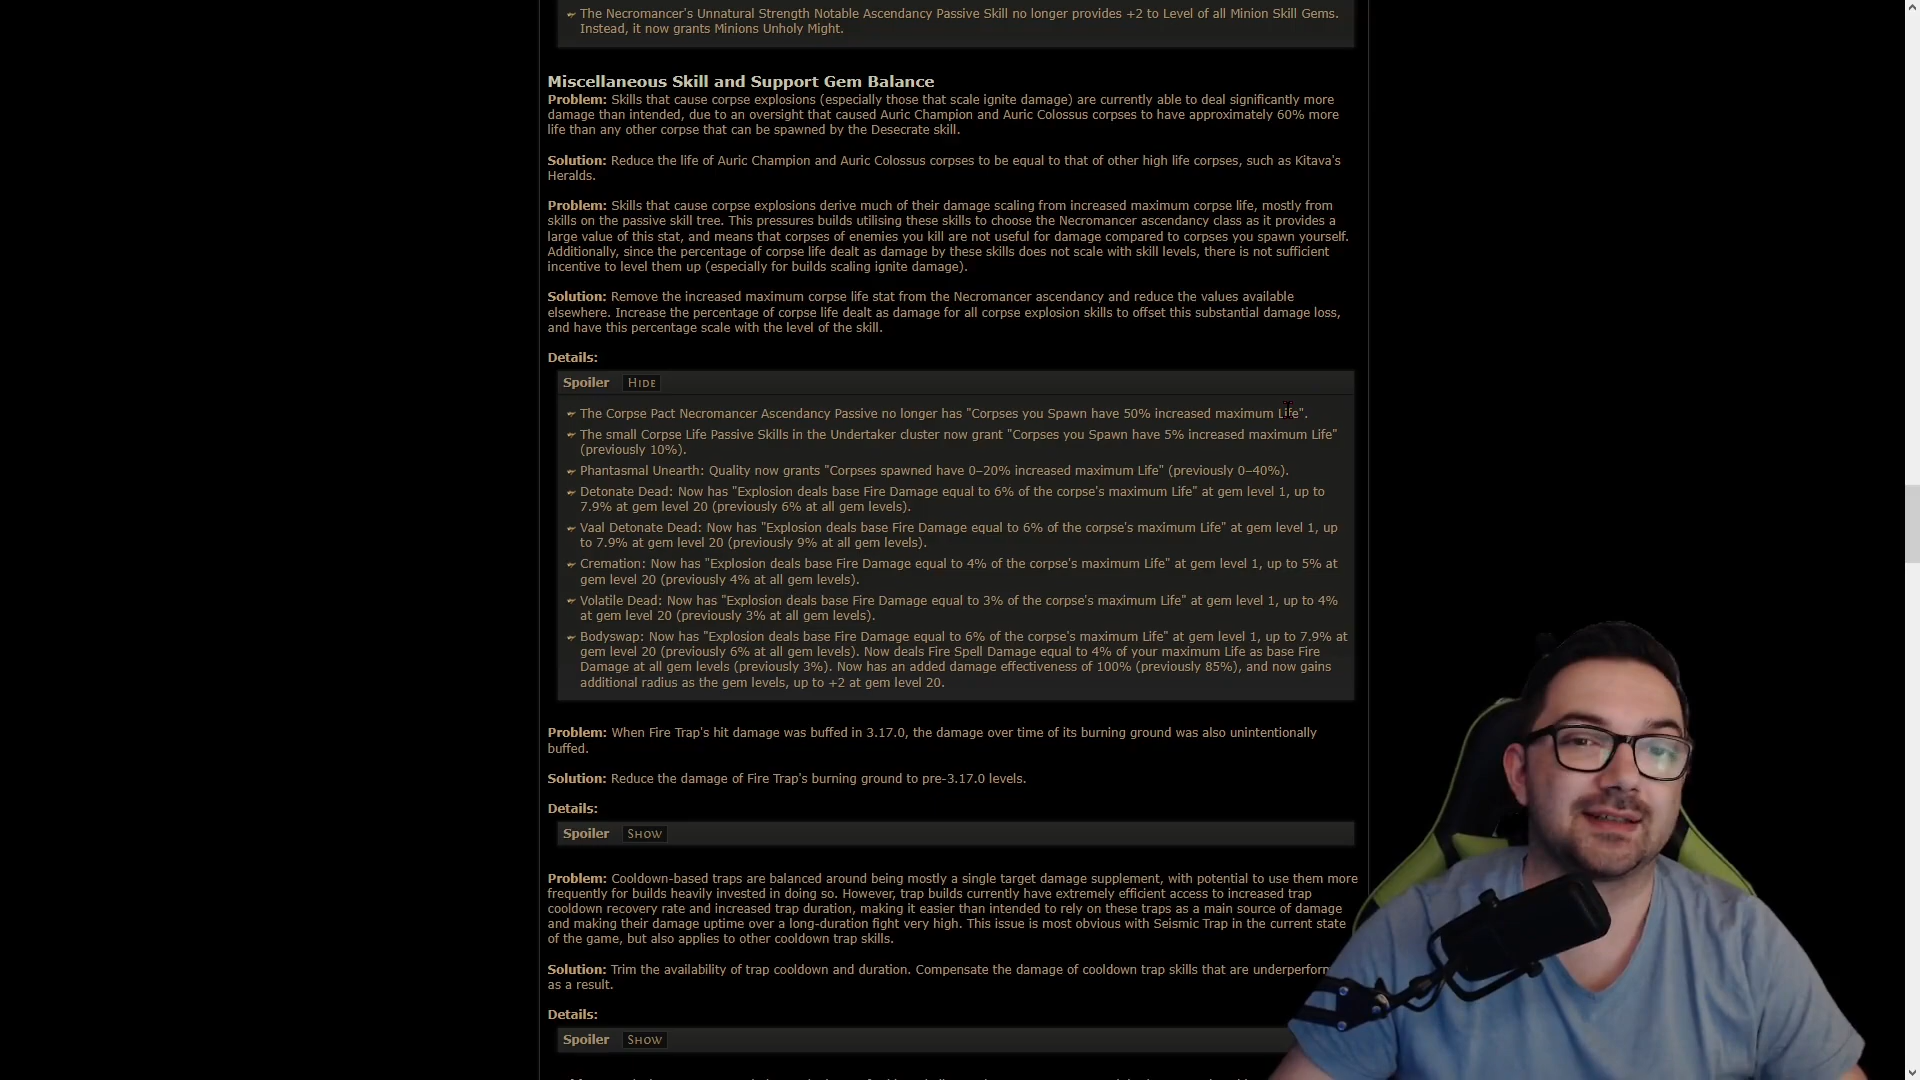 The Necromancer's Unnatural Strength Notable Ascendancy Passive Skill no longer provides +2 to Level of all Minion Skill Gems.
Instead, it now grants Minions Unholy Might.
Miscellaneous Skill and Support Gem Balance
Problem: Skills that cause corpse explosions (especially those that scale ignite damage) are currently able to deal significantly more
damage than intended, due to an oversight that caused Auric Champion and Auric Colossus corpses to have approximately 60% more
life than any other corpse that can be spawned by the Desecrate skill.
Solution: Reduce the life of Auric Champion and Auric Colossus corpses to be equal to that of other high life corpses, such as Kitava's
Heralds.
Problem: Skills that cause corpse explosions derive much of their damage scaling from increased maximum corpse life, mostly from
skills on the passive skill tree. This pressures builds utilising these skills to choose the Necromancer ascendancy class as it provides a
large value of this stat, and means that corpses of enemies you kill are not useful for damage compared to corpses you spawn yourself.
Additionally, since the percentage of corpse life dealt as damage by these skills does not scale with skill levels, there is not sufficient
incentive to level them up (especially for builds scaling ignite damage).
Solution: Remove the increased maximum corpse life stat from the Necromancer ascendancy and reduce the values available
elsewhere. Increase the percentage of corpse life dealt as damage for all corpse explosion skills to offset this substantial damage loss,
and have this percentage scale with the level of the skill.
Details:
Spoiler Hide
The Corpse Pact Necromancer Ascendancy Passive no longer has "Corpses you Spawn have 50% increased maximum Life".
The small Corpse Life Passive Skills in the Undertaker cluster now grant "Corpses you Spawn have 5% increased maximum Life"
(previously 10%).
Phantasmal Unearth: Quality now grants "Corpses spawned have 0–20% increased maximum Life" (previously 0–40%).
Detonate Dead: Now has "Explosion deals base Fire Damage equal to 6% of the corpse's maximum Life" at gem level 1, up to
7.9% at gem level 20 (previously 6% at all gem levels).
Vaal Detonate Dead: Now has "Explosion deals base Fire Damage equal to 6% of the corpse's maximum Life" at gem level 1, up
to 7.9% at gem level 20 (previously 9% at all gem levels).
Cremation: Now has "Explosion deals base Fire Damage equal to 4% of the corpse's maximum Life" at gem level 1, up to 5% at
gem level 20 (previously 4% at all gem levels).
Volatile Dead: Now has "Explosion deals base Fire Damage equal to 3% of the corpse's maximum Life" at gem level 1, up to 4%
at gem level 20 (previously 3% at all gem levels).
Bodyswap: Now has "Explosion deals base Fire Damage equal to 6% of the corpse's maximum Life" at gem level 1, up to 7.9% at
gem level 20 (previously 6% at all gem levels). Now deals Fire Spell Damage equal to 4% of your maximum Life as base Fire
Damage at all gem levels (previously 3%). Now has an added damage effectiveness of 100% (previously 85%), and now gains
additional radius as the gem levels, up to +2 at gem level 20.
Problem: When Fire Trap's hit damage was buffed in 3.17.0, the damage over time of its burning ground was also unintentionally
buffed.
Solution: Reduce the damage of Fire Trap's burning ground to pre-3.17.0 levels.
Details:
Spoiler Show
Problem: Cooldown-based traps are balanced around being mostly a single target damage supplement, with potential to use them more
frequently for builds heavily invested in doing so. However, trap builds currently have extremely efficient access to increased trap
cooldown recovery rate and increased trap duration, making it easier than intended to rely on these traps as a main source of damage
and making their damage uptime over a long-duration fight very high. This issue is most obvious with Seismic Trap in the current state
of the game, but also applies to other cooldown trap skills.
Solution: Trim the availability of trap cooldown and duration. Compensate the damage of cooldown trap skills that are underperform
as a result.
Details:
Spoiler Show